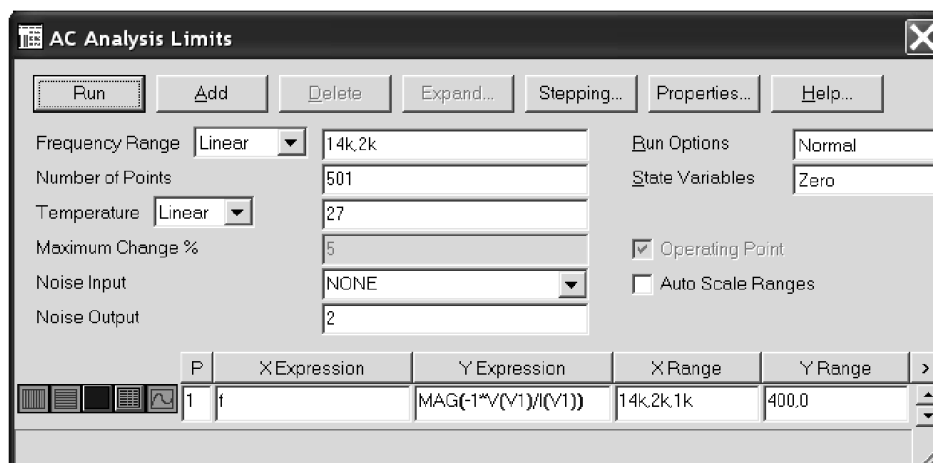 AC Analysis Limits
Run Add Delete Expand... Stepping... Properties... Help...
Frequency Range Linear 14k,2k Run Options Normal
Number of Points 501 State Variables Zero
Temperature Linear 27
Maximum Change % 5 Operating Point
Noise Input NONE Auto Scale Ranges
Noise Output 2
P X Expression Y Expression X Range Y Range >
1 f MAG(-1*V(V1)/I(V1)) 14k,2k,1k 400,0